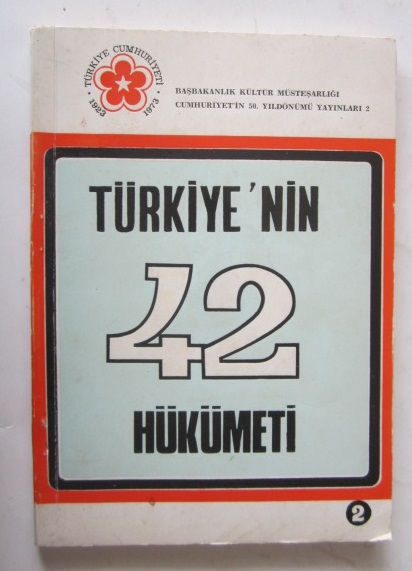 TÜRKİYE CUMHURİYETİ
1923 1973
BAŞBAKANLIK KÜLTÜR MÜSTEŞARLIĞI
CUMHURİYET'İN 50. YILDÖNÜMÜ YAYINLARI 2
TÜRKİYE'NİN
42
HÜKÜMETİ
2